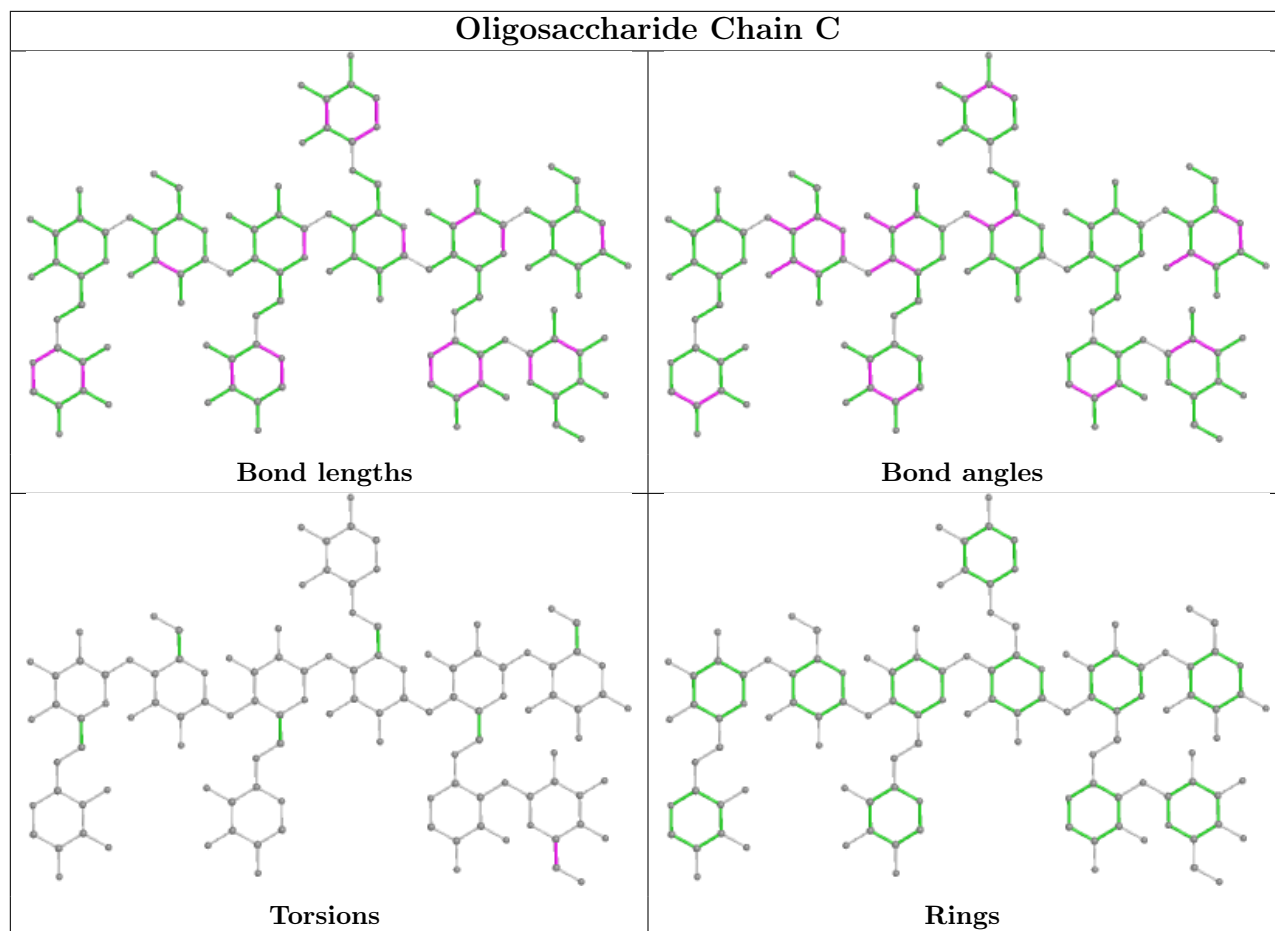 Oligosaccharide Chain C
Bond lengths
Bond angles
Torsions
Rings